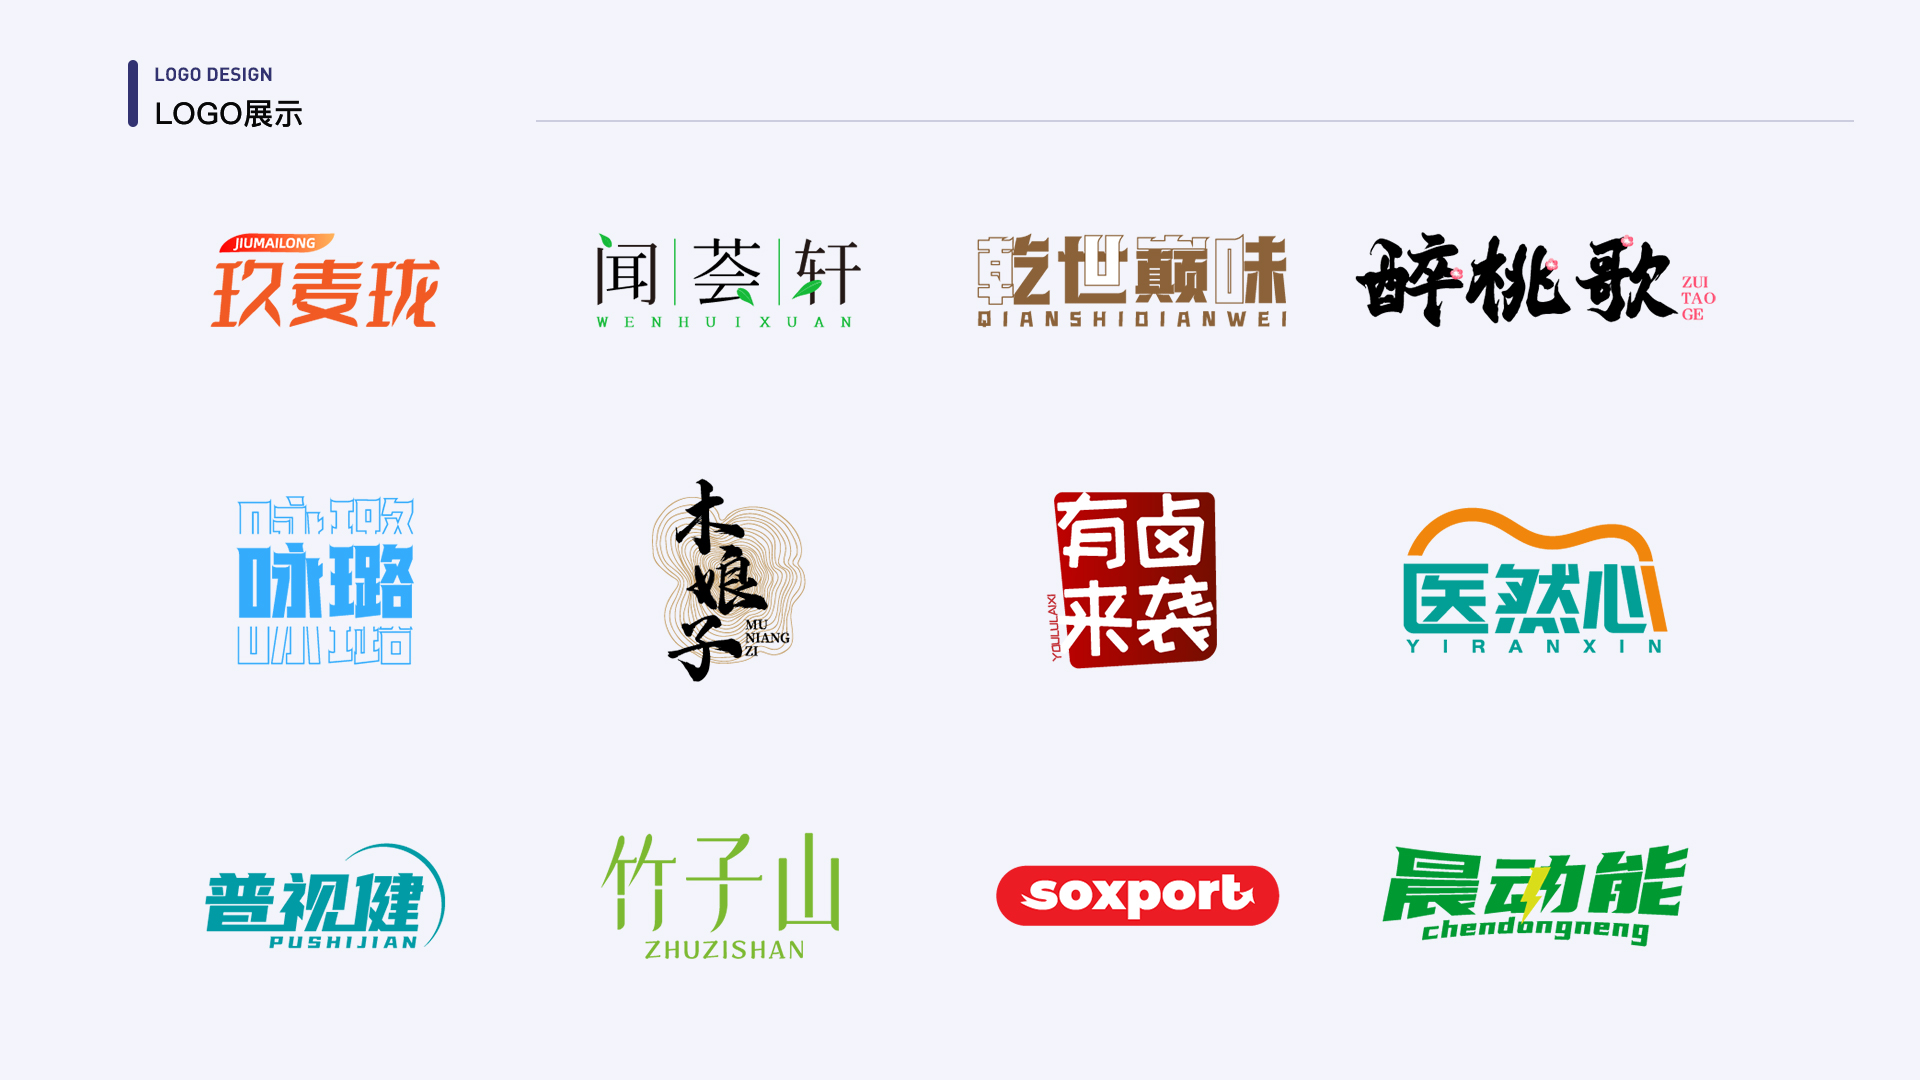 LOGO DESIGN
LOGO展示
JIUMAILONG
玖麦珑
闻荟轩
WENHUIXUAN
乾世巅味
QIANSHIDIANWEI
醉桃歌
ZUI
TAO
GE
咏璐
木娘子
MU
NIANG
ZI
有卤
来袭
YOULULAIXI
医然心
YIRANXIN
普视健
PUSHIJIAN
竹子山
ZHUZISHAN
soxport
晨动能
chendongneng